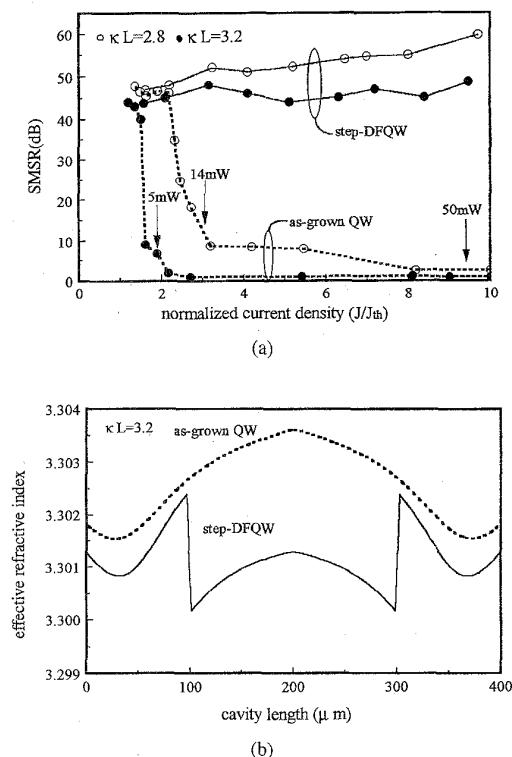 (a)
○ κL=2.8 ● κL=3.2
60
50
40
30
20
10
0
SMSR(dB)
step-DFQW
14mW
5mW
as-grown QW
50mW
0 2 4 6 8 10
normalized current density (J/Jth)
(a)
3.304
3.303
3.302
3.301
3.300
3.299
effective refractive index
κL=3.2
as-grown QW
step-DFQW
0 100 200 300 400
cavity length (μ m)
(b)